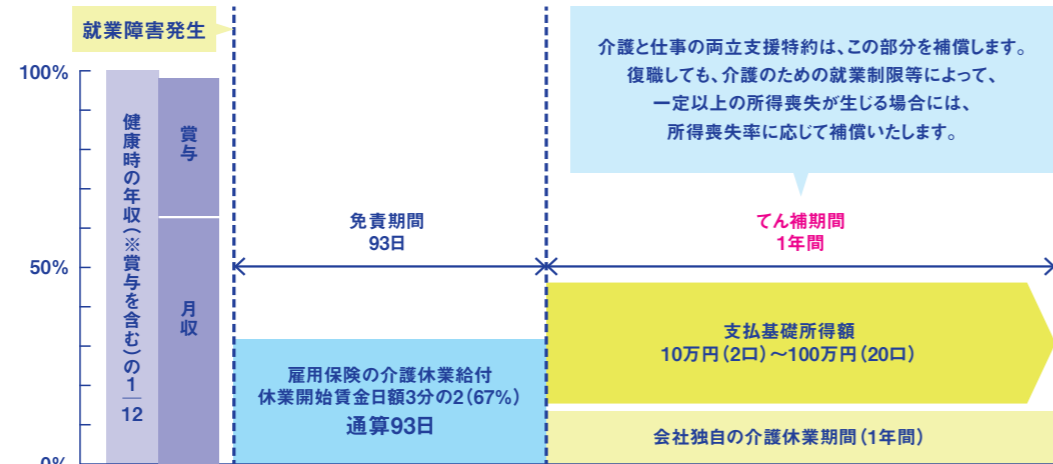 就業障害発生
介護と仕事の両立支援特約は、この部分を補償します。
復職しても、介護のための就業制限等によって、
一定以上の所得喪失が生じる場合には、
所得喪失率に応じて補償いたします。
100%
50%
0%
健康時の年収(※賞与を含む)の1/12
賞与
月収
免責期間
93日
てん補期間
1年間
雇用保険の介護休業給付
休業開始賃金日額3分の2(67%)
通算93日
支払基礎所得額
10万円(2口)~100万円(20口)
会社独自の介護休業期間(1年間)